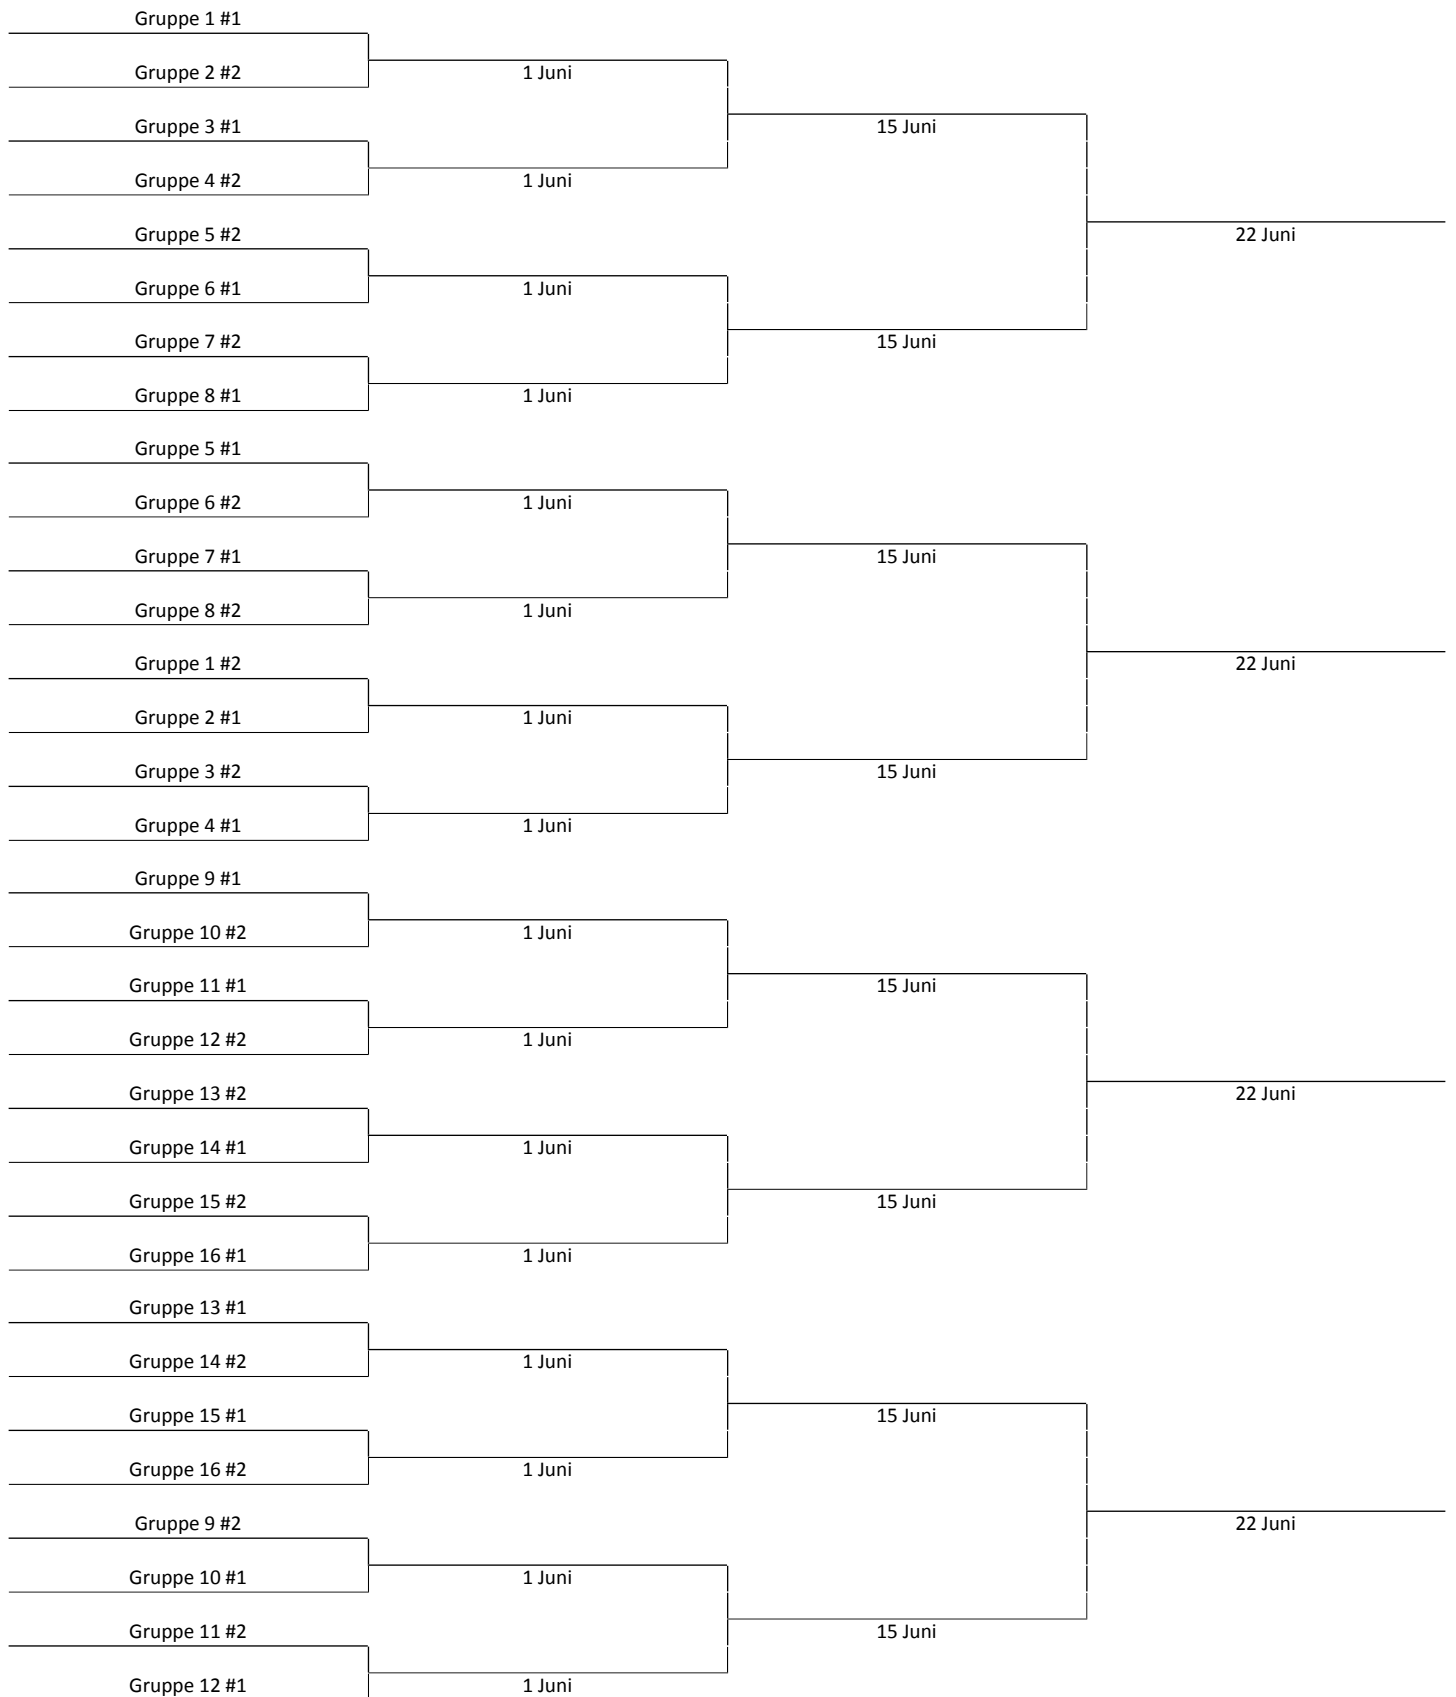 Gruppe 1 #1
Gruppe 2 #2
1 Juni
Gruppe 3 #1
15 Juni
Gruppe 4 #2
1 Juni
Gruppe 5 #2
22 Juni
Gruppe 6 #1
1 Juni
Gruppe 7 #2
15 Juni
Gruppe 8 #1
1 Juni
Gruppe 5 #1
Gruppe 6 #2
1 Juni
Gruppe 7 #1
15 Juni
Gruppe 8 #2
1 Juni
Gruppe 1 #2
22 Juni
Gruppe 2 #1
1 Juni
Gruppe 3 #2
15 Juni
Gruppe 4 #1
1 Juni
Gruppe 9 #1
Gruppe 10 #2
1 Juni
Gruppe 11 #1
15 Juni
Gruppe 12 #2
1 Juni
Gruppe 13 #2
22 Juni
Gruppe 14 #1
1 Juni
Gruppe 15 #2
15 Juni
Gruppe 16 #1
1 Juni
Gruppe 13 #1
Gruppe 14 #2
1 Juni
Gruppe 15 #1
15 Juni
Gruppe 16 #2
1 Juni
Gruppe 9 #2
22 Juni
Gruppe 10 #1
1 Juni
Gruppe 11 #2
15 Juni
Gruppe 12 #1
1 Juni